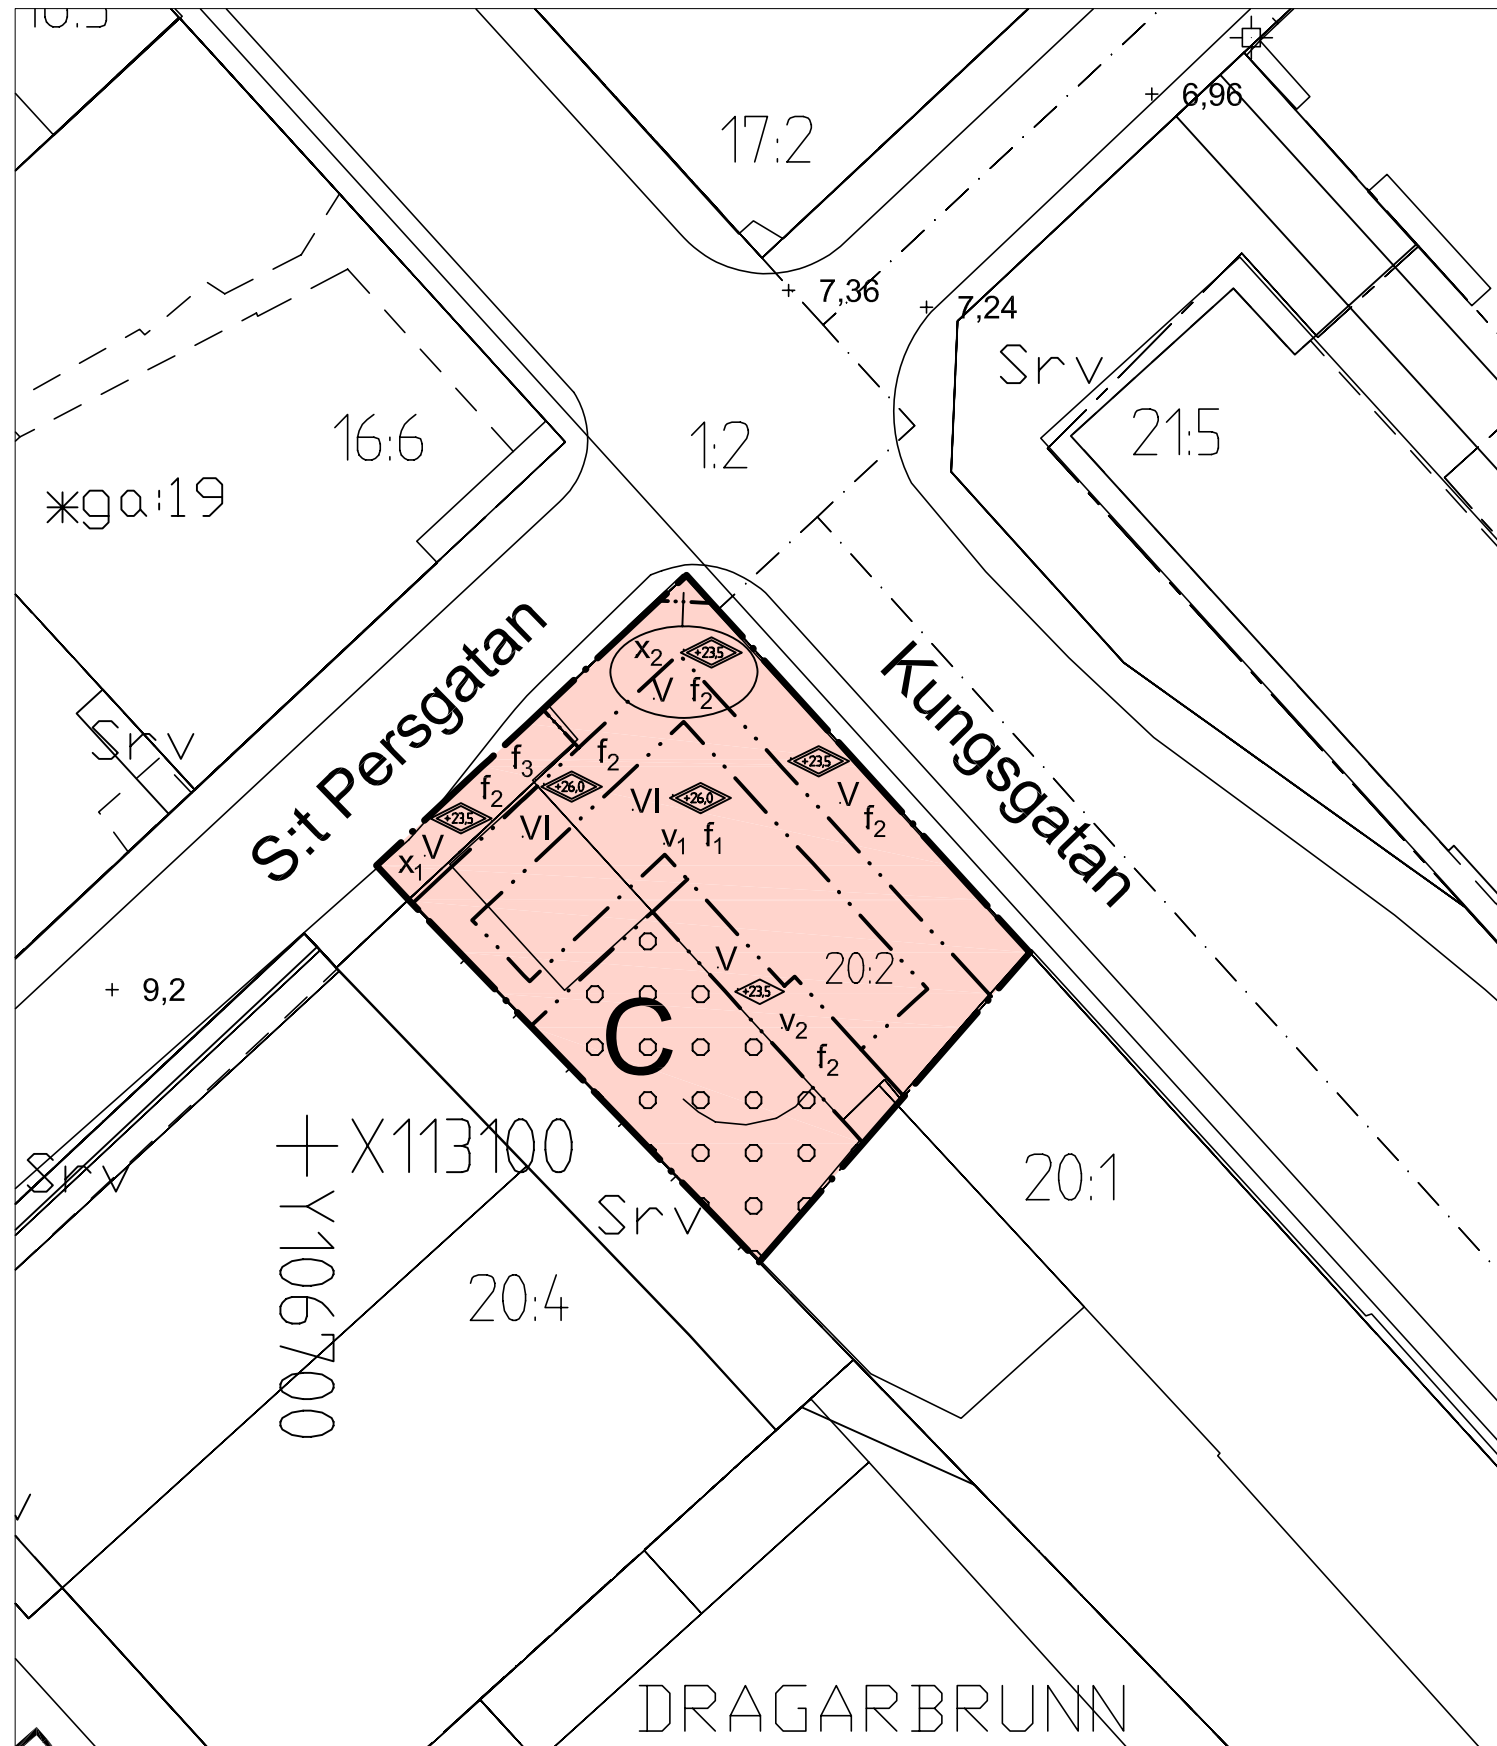 17:2
6,96
7,36
7,24
Srv
16:6
1:2
21:5
*ga:19
S:t Persgatan
Kungsgatan
x2
+23,5
V f2
f3
f2
+23,5
V
f2
f2
+26,0
VI
+26,0
+23,5
VI
v1 f1
x1
V
Srv
V
20:2
+23,5
v2
f2
C
9,2
X113100
Y106700
Srv
Srv
20:1
20:4
DRAGARBRUNN